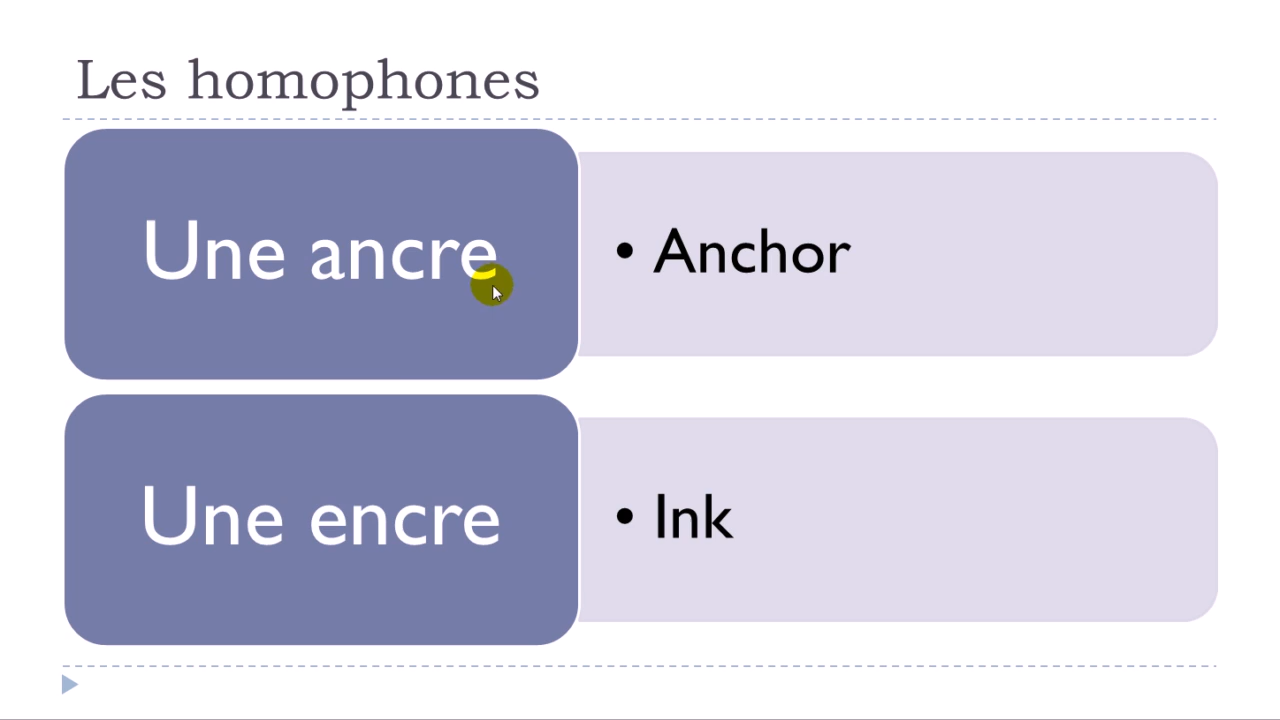 Les homophones
Une ancre
• Anchor
Une encre
• Ink